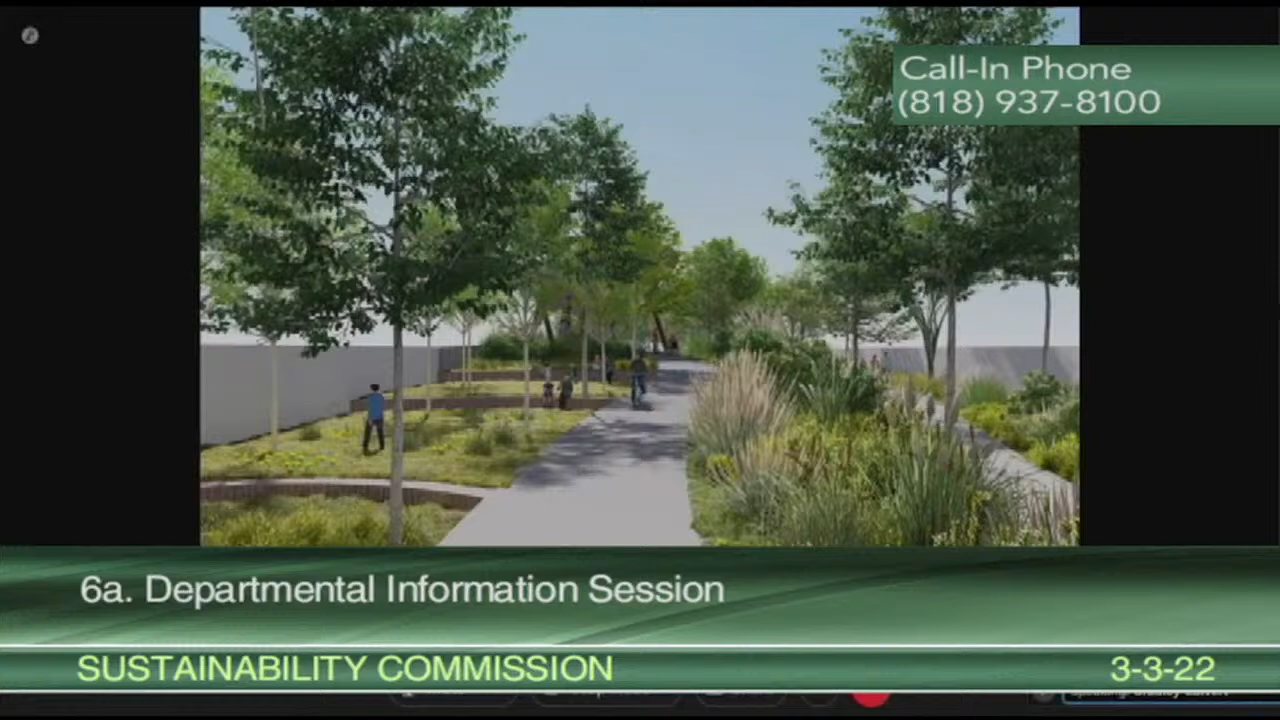 Call-In Phone
(818) 937-8100
6a. Departmental Information Session
SUSTAINABILITY COMMISSION
3-3-22